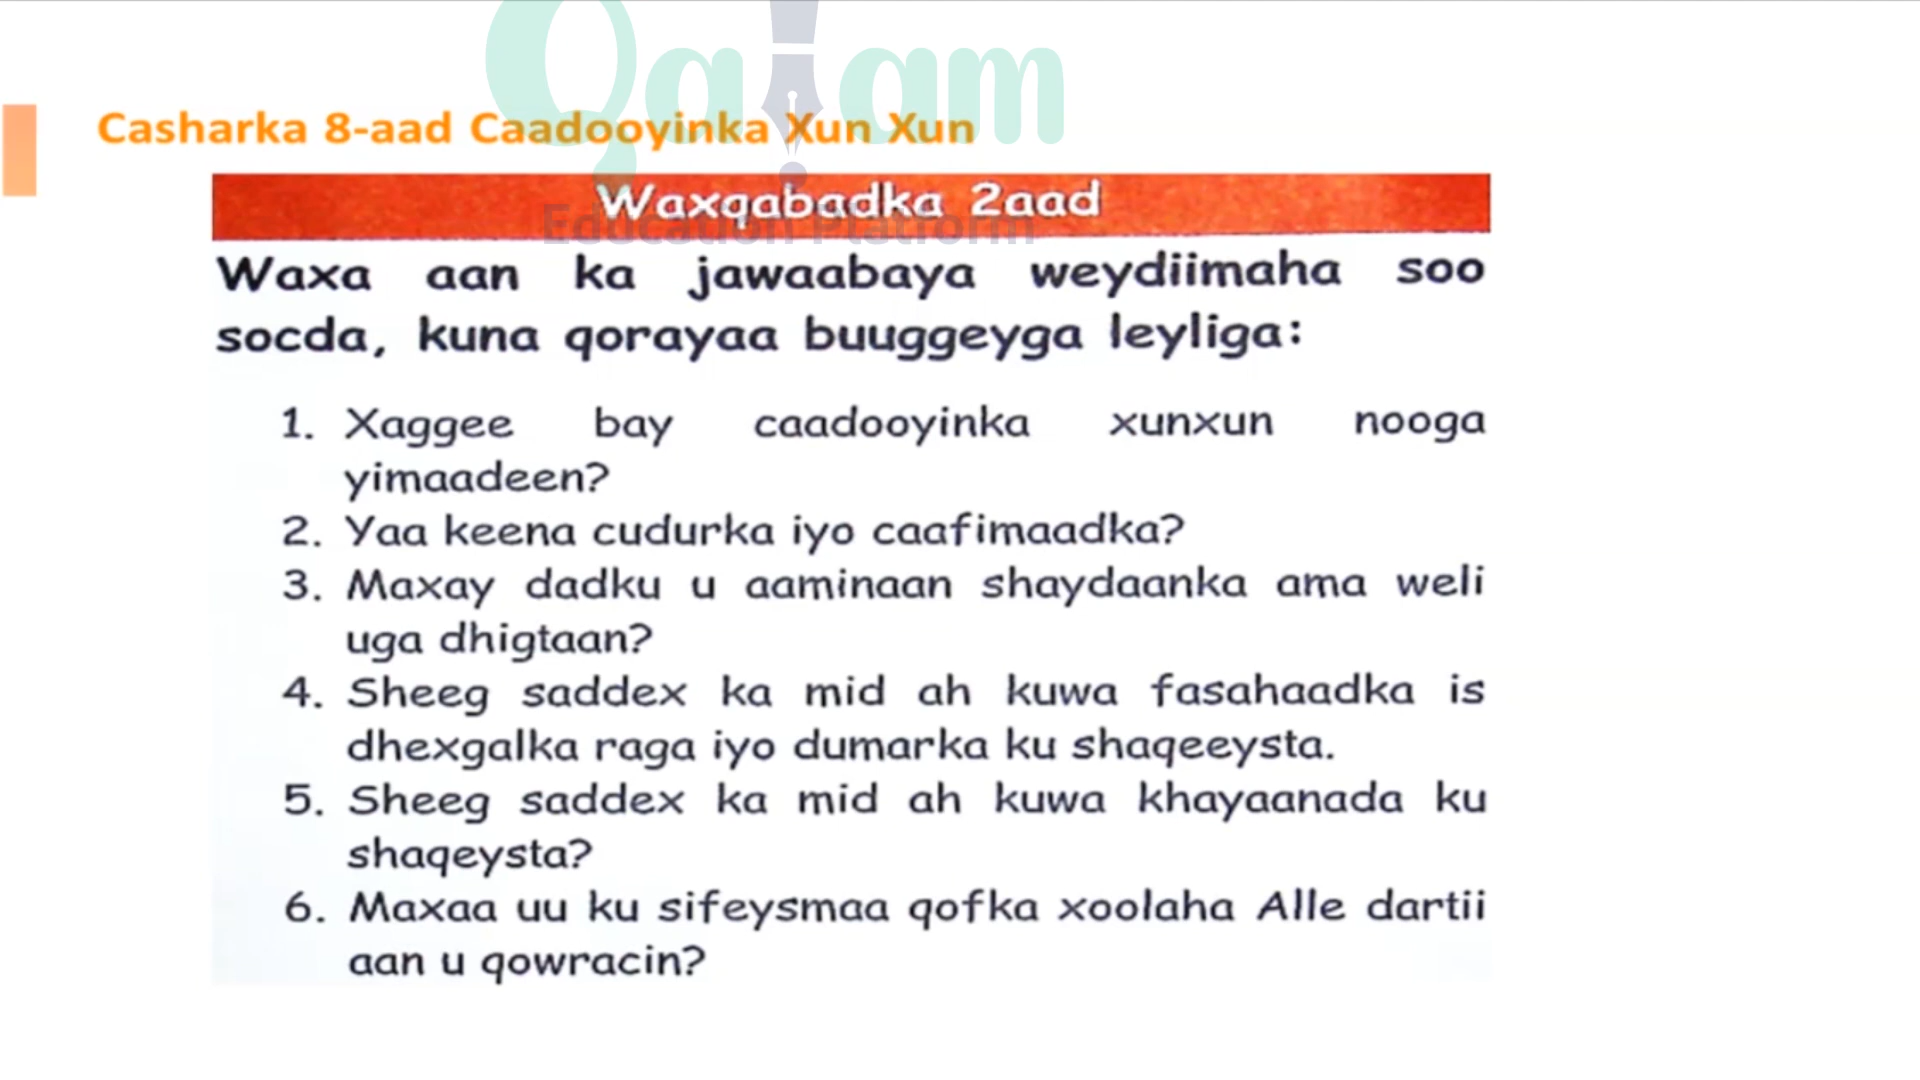 Qalam
Casharka 8-aad Caadooyinka Xun Xun
Waxqabadka 2aad
Education Platform
Waxa aan ka jawaabaya weydiimaha soo
socda, kuna qorayaa buuggeyga leyliga:
1. Xaggee bay caadooyinka xunxun nooga
yimaadeen?
2. Yaa keena cudurka iyo caafimaadka?
3. Maxay dadku u aaminaan shaydaanka ama weli
uga dhigtaan?
4. Sheeg saddex ka mid ah kuwa fasahaadka is
dhexgalka raga iyo dumarka ku shaqeeysta.
5. Sheeg saddex ka mid ah kuwa khayaanada ku
shaqeysta?
6. Maxaa uu ku sifeysmaa qofka xoolaha Alle dartii
aan u qowracin?